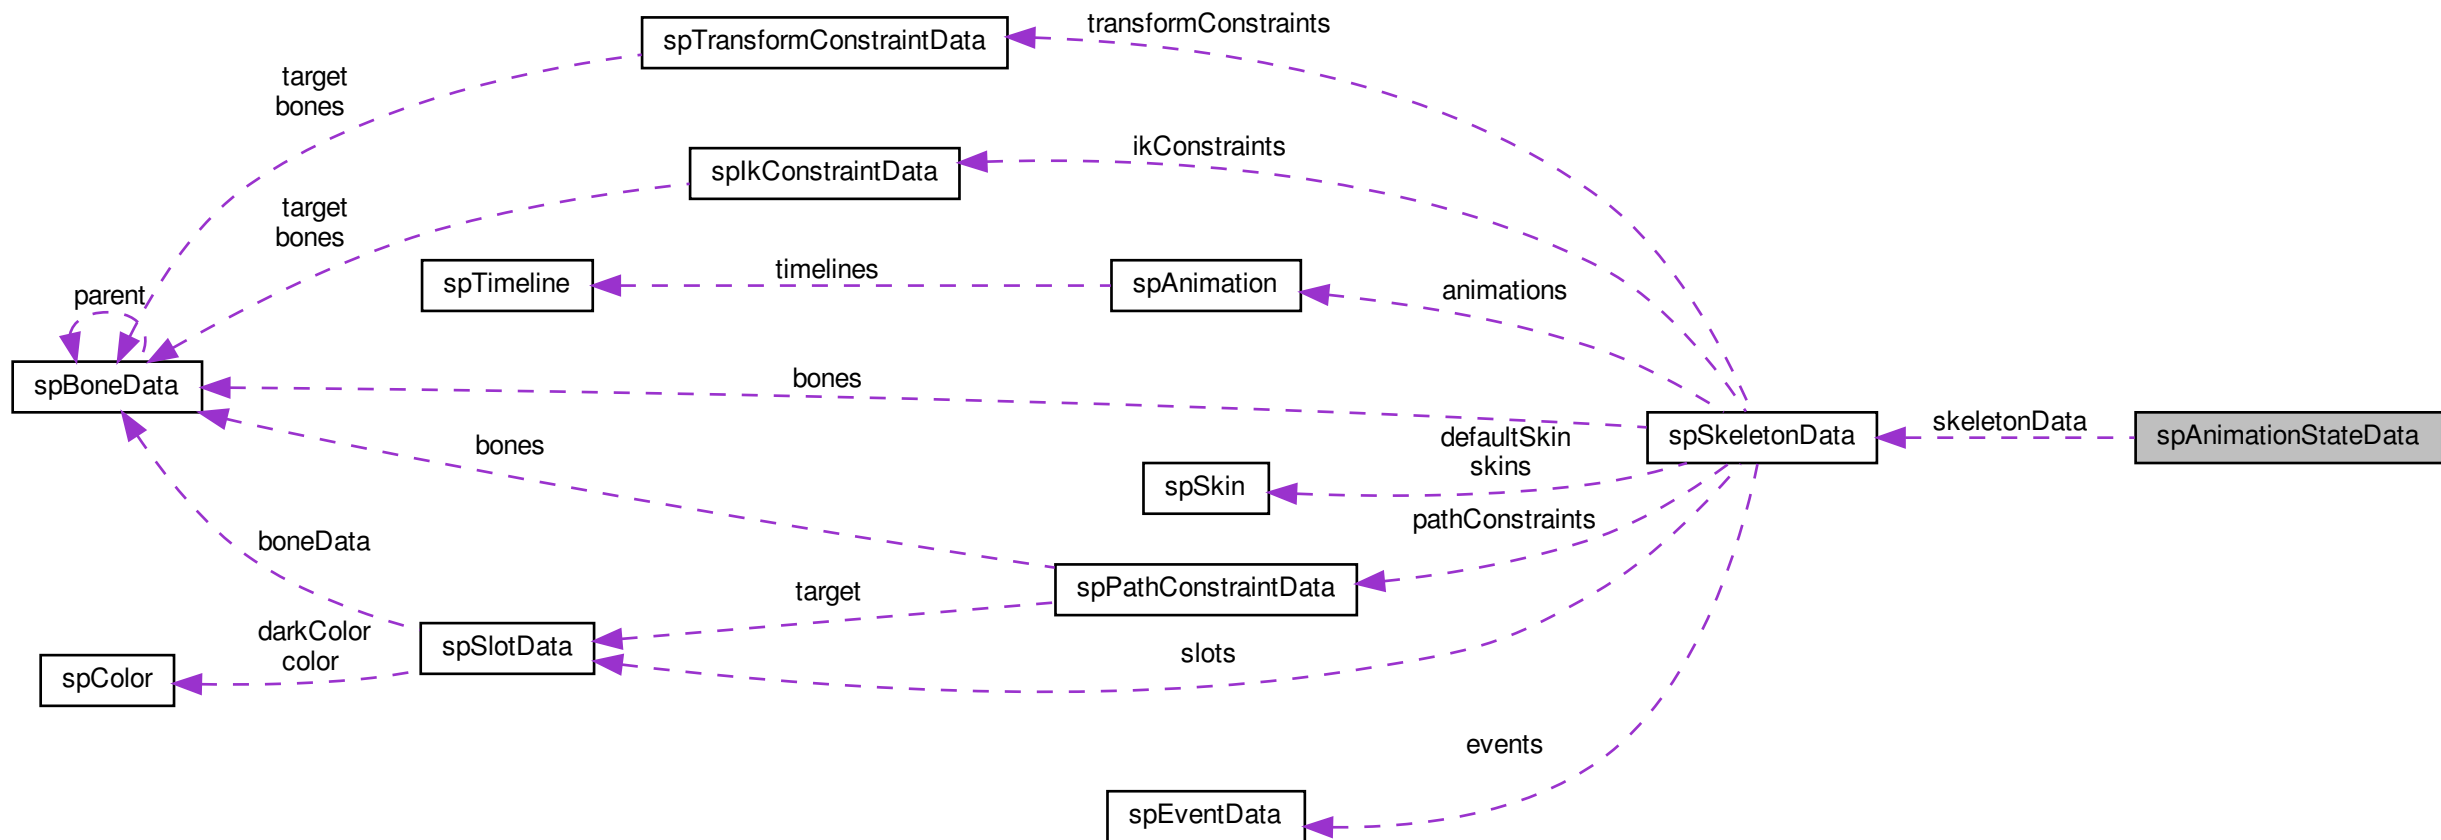 transformConstraints
spTransformConstraintData
target
bones
ikConstraints
spIkConstraintData
target
bones
timelines
spTimeline
spAnimation
animations
parent
spBoneData
bones
skeletonData
spSkeletonData
spAnimationStateData
defaultSkin
skins
bones
spSkin
pathConstraints
boneData
spPathConstraintData
target
darkColor
color
spSlotData
slots
spColor
events
spEventData